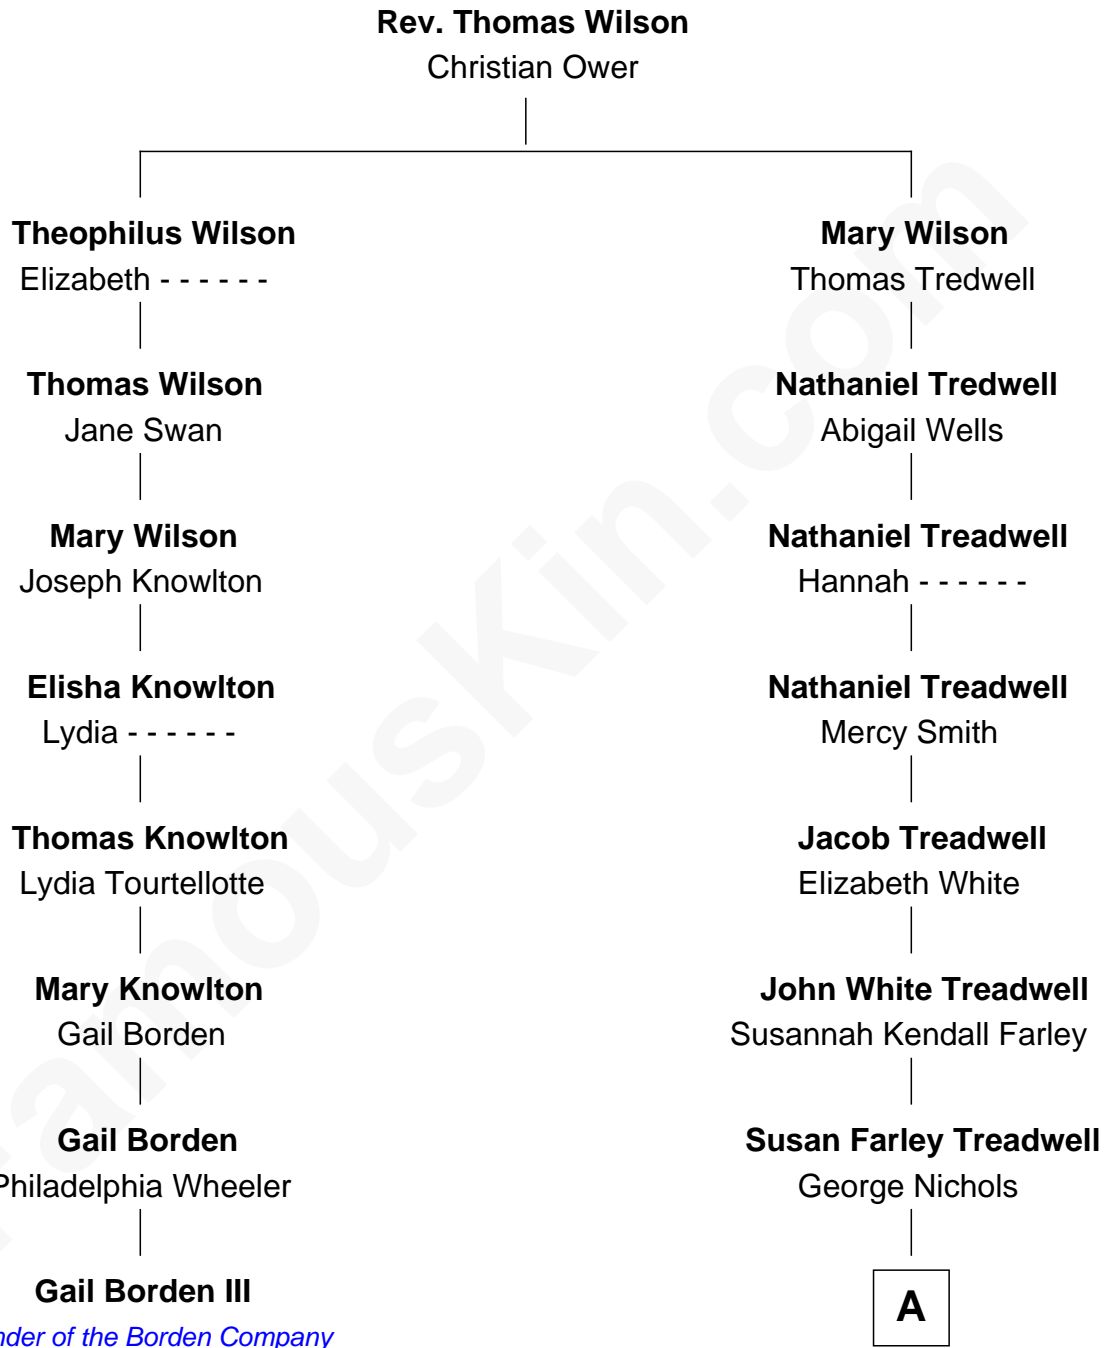 Rev. Thomas Wilson
Christian Ower
Theophilus Wilson
Elizabeth - - - - - -
Mary Wilson
Thomas Tredwell
Thomas Wilson
Jane Swan
Nathaniel Tredwell
Abigail Wells
Mary Wilson
Joseph Knowlton
Nathaniel Treadwell
Hannah - - - - - -
Elisha Knowlton
Lydia - - - - - -
Nathaniel Treadwell
Mercy Smith
Thomas Knowlton
Lydia Tourtellotte
Jacob Treadwell
Elizabeth White
Mary Knowlton
Gail Borden
John White Treadwell
Susannah Kendall Farley
Gail Borden
Philadelphia Wheeler
Susan Farley Treadwell
George Nichols
Gail Borden III
nder of the Borden Company
A
FamousKin.com